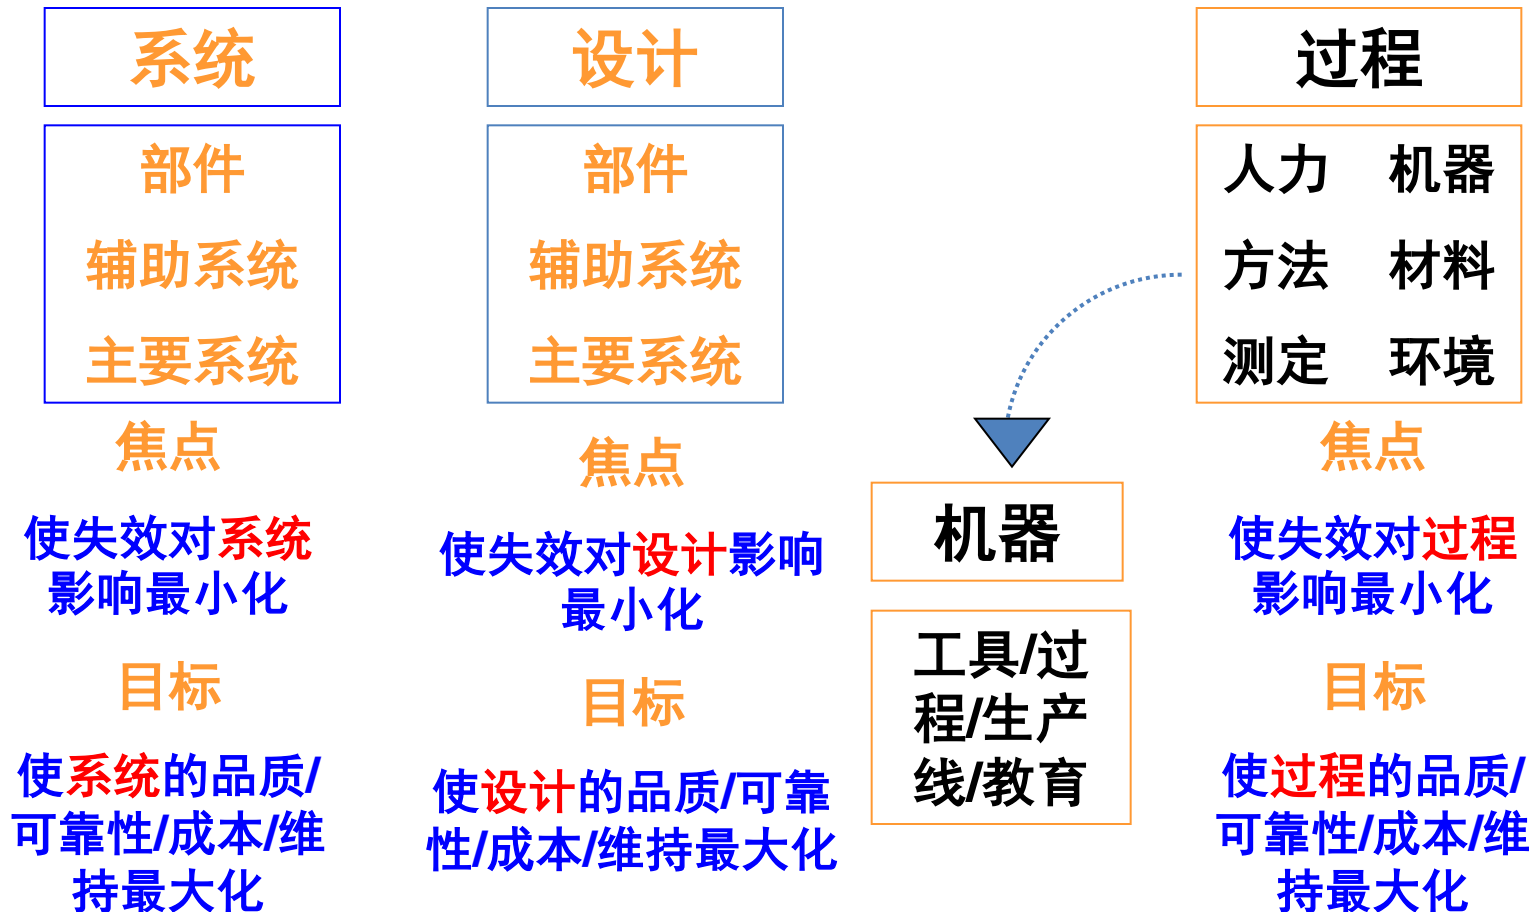 系统
部件
辅助系统
主要系统
焦点
使失效对系统
影响最小化
目标
使系统的品质/
可靠性/成本/维
持最大化
设计
部件
辅助系统
主要系统
焦点
使失效对设计影响
最小化
目标
使设计的品质/可靠
性/成本/维持最大化
机器
工具/过
程/生产
线/教育
过程
人力 机器
方法 材料
测定 环境
焦点
使失效对过程
影响最小化
目标
使过程的品质/
可靠性/成本/维
持最大化